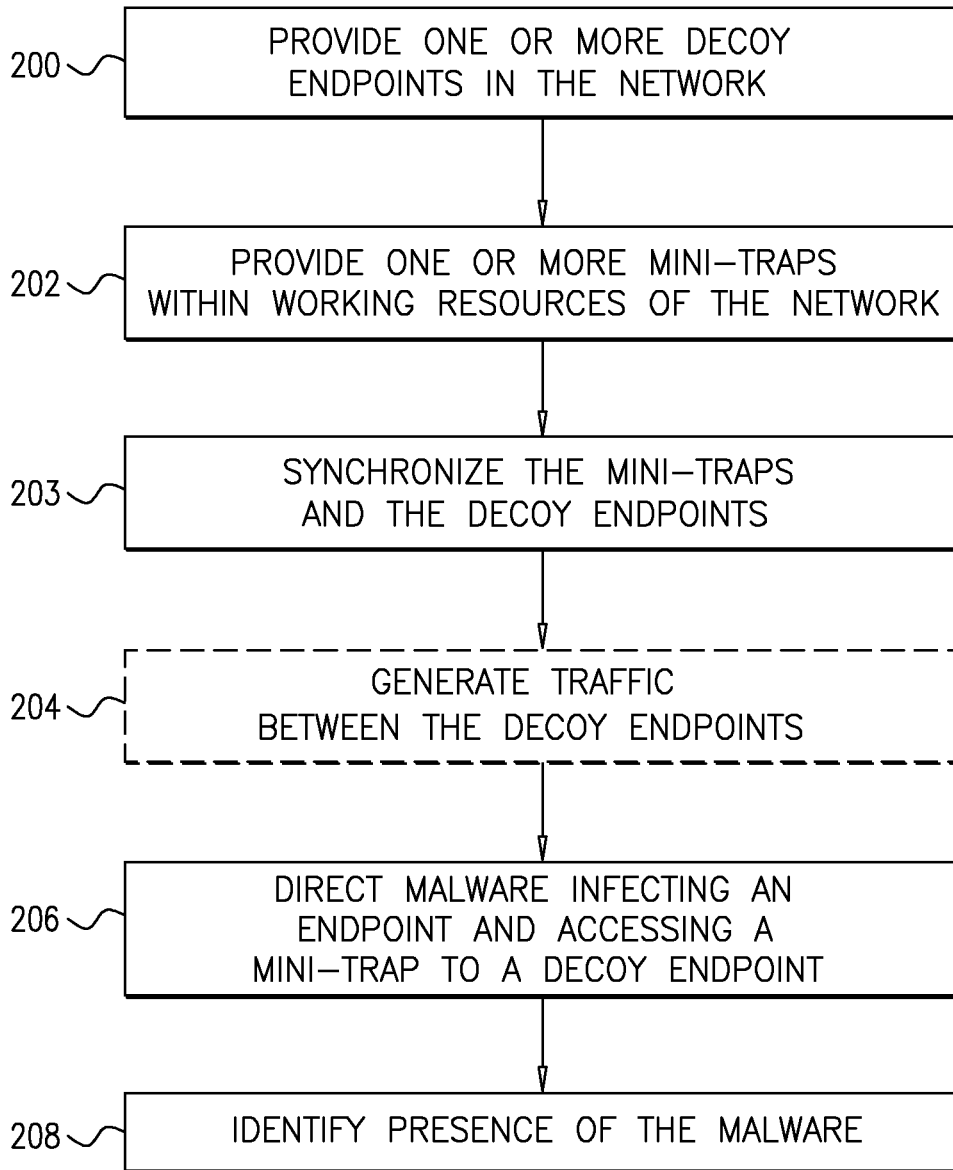 200
PROVIDE ONE OR MORE DECOY
ENDPOINTS IN THE NETWORK
202
PROVIDE ONE OR MORE MINI-TRAPS
WITHIN WORKING RESOURCES OF THE NETWORK
203
SYNCHRONIZE THE MINI-TRAPS
AND THE DECOY ENDPOINTS
204
GENERATE TRAFFIC
BETWEEN THE DECOY ENDPOINTS
206
DIRECT MALWARE INFECTING AN
ENDPOINT AND ACCESSING A
MINI-TRAP TO A DECOY ENDPOINT
208
IDENTIFY PRESENCE OF THE MALWARE